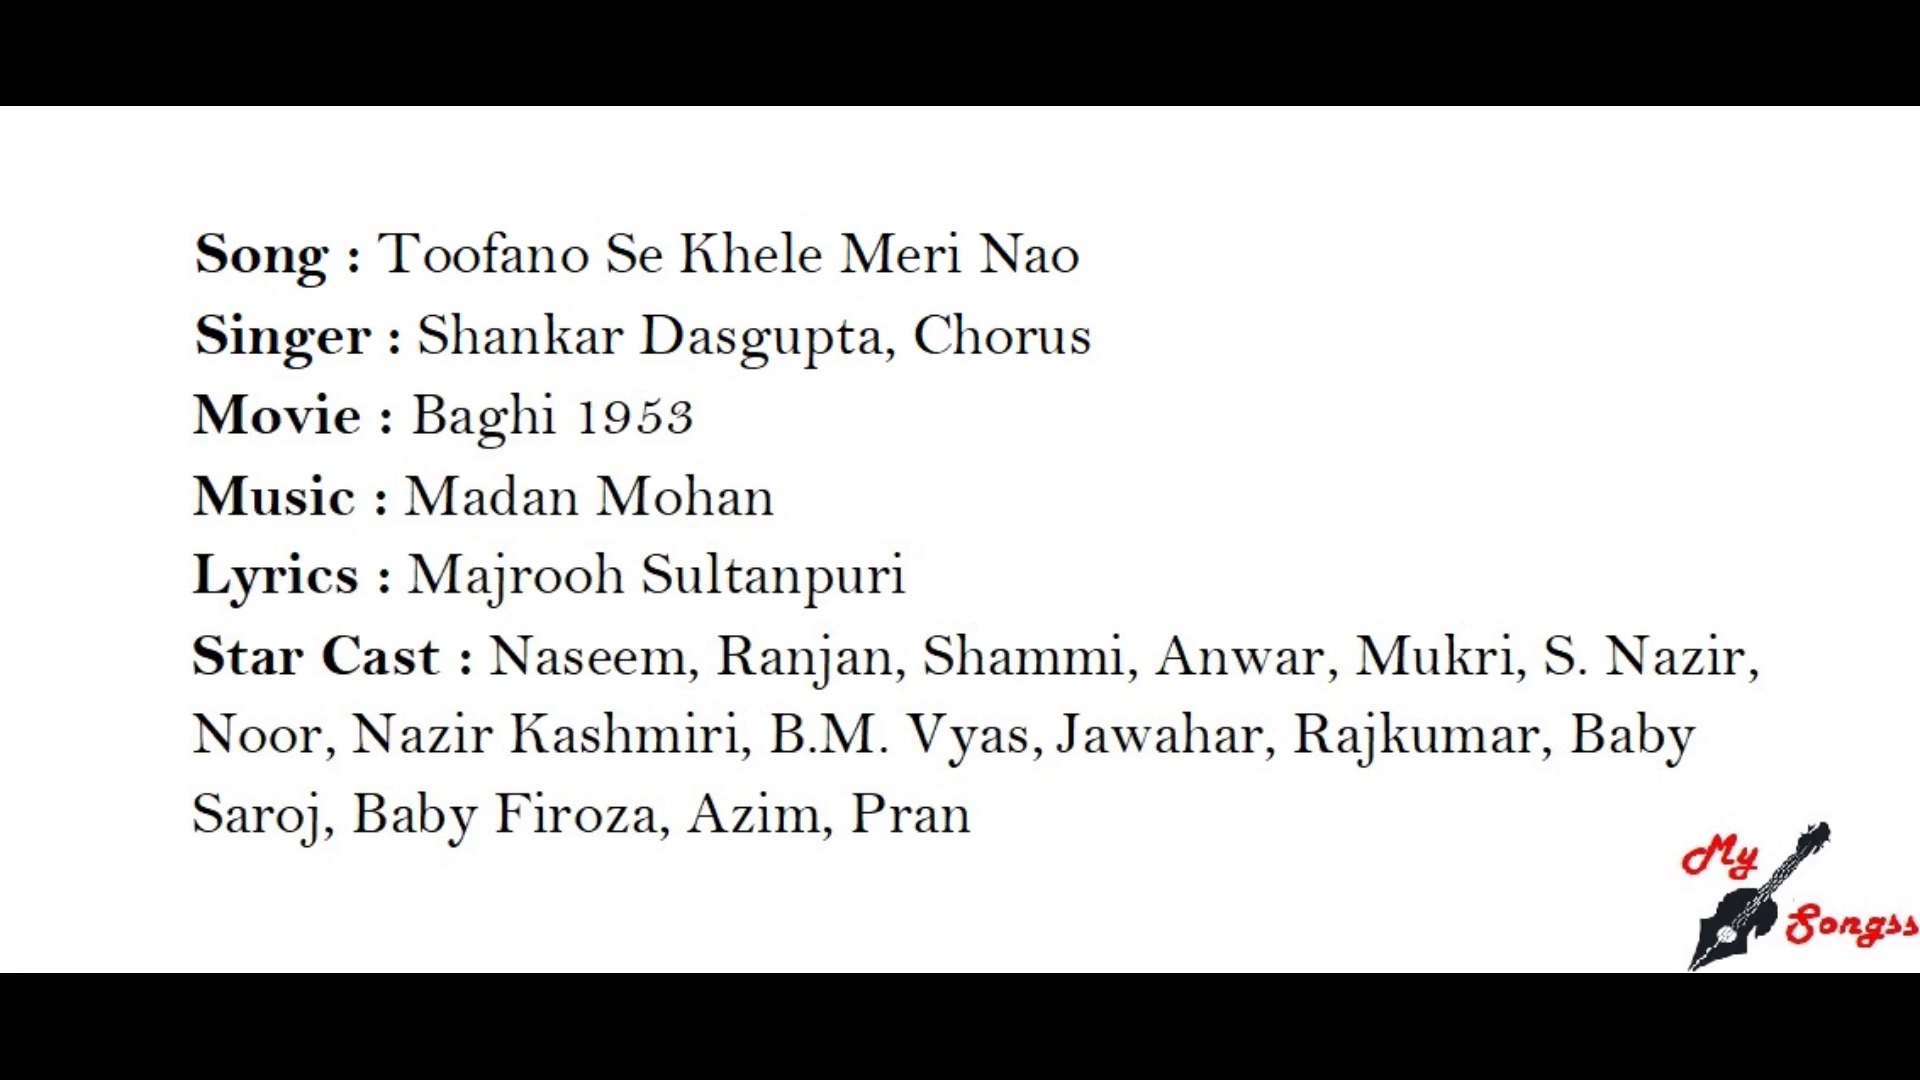 Song : Toofano Se Khele Meri Nao
Singer : Shankar Dasgupta, Chorus
Movie : Baghi 1953
Music : Madan Mohan
Lyrics : Majrooh Sultanpuri
Star Cast : Naseem, Ranjan, Shammi, Anwar, Mukri, S. Nazir,
Noor, Nazir Kashmiri, B.M. Vyas, Jawahar, Rajkumar, Baby
Saroj, Baby Firoza, Azim, Pran
My
Songss